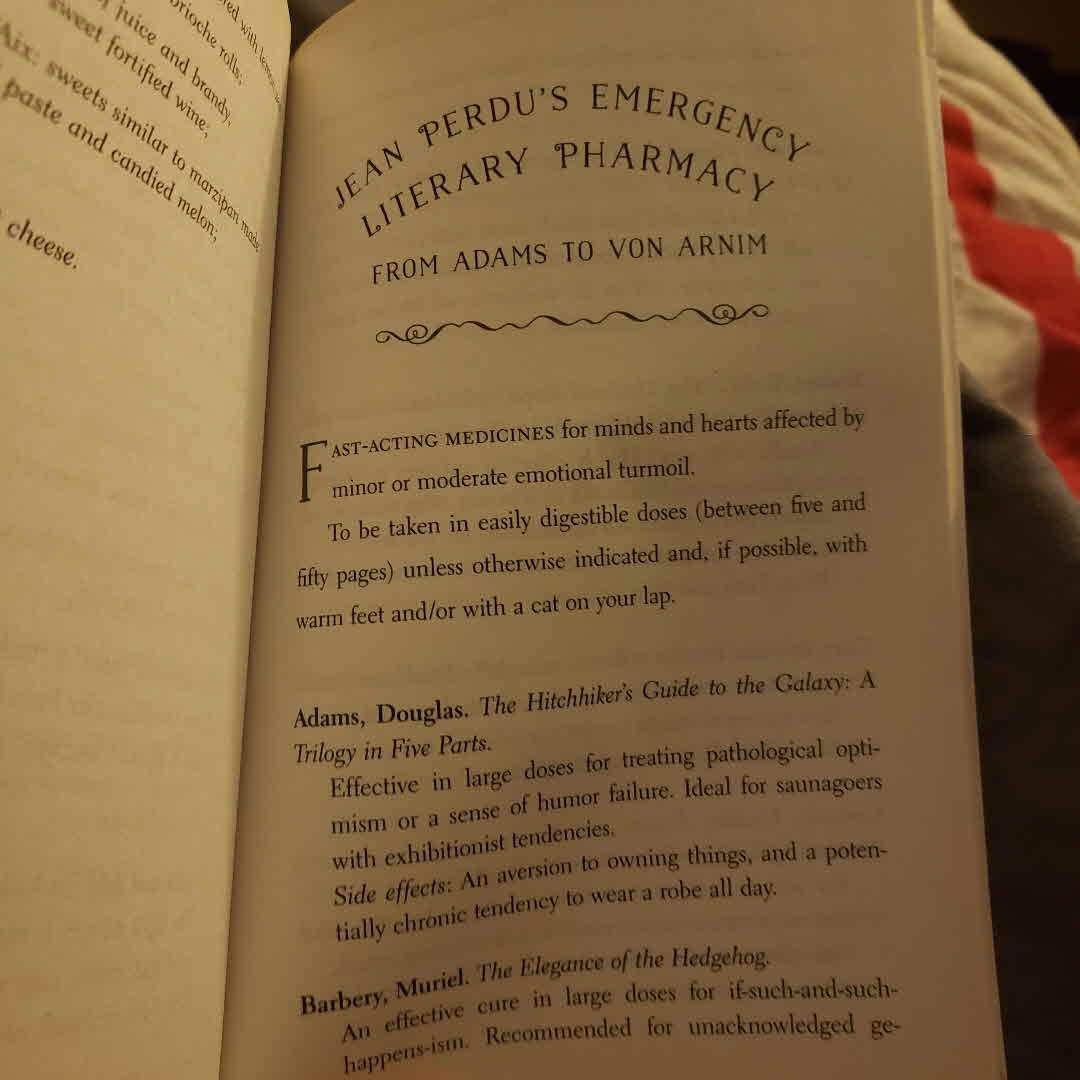 brioche rolls;
juice and brandy,
sweet fortified wine;
Aix: sweets similar to marzipan made
paste and candied melon;
cheese.
JEAN PERDU'S EMERGENCY
LITERARY PHARMACY
FROM ADAMS TO VON ARNIM
FAST-ACTING MEDICINES for minds and hearts affected by
minor or moderate emotional turmoil.
To be taken in easily digestible doses (between five and
fifty pages) unless otherwise indicated and, if possible, with
warm feet and/or with a cat on your lap.
Adams, Douglas. The Hitchhiker's Guide to the Galaxy: A
Trilogy in Five Parts.
Effective in large doses for treating pathological opti-
mism or a sense of humor failure. Ideal for saunagoers
with exhibitionist tendencies.
Side effects: An aversion to owning things, and a poten-
tially chronic tendency to wear a robe all day.
Barbery, Muriel. The Elegance of the Hedgehog.
An effective cure in large doses for if-such-and-such-
happens-ism. Recommended for unacknowledged ge-